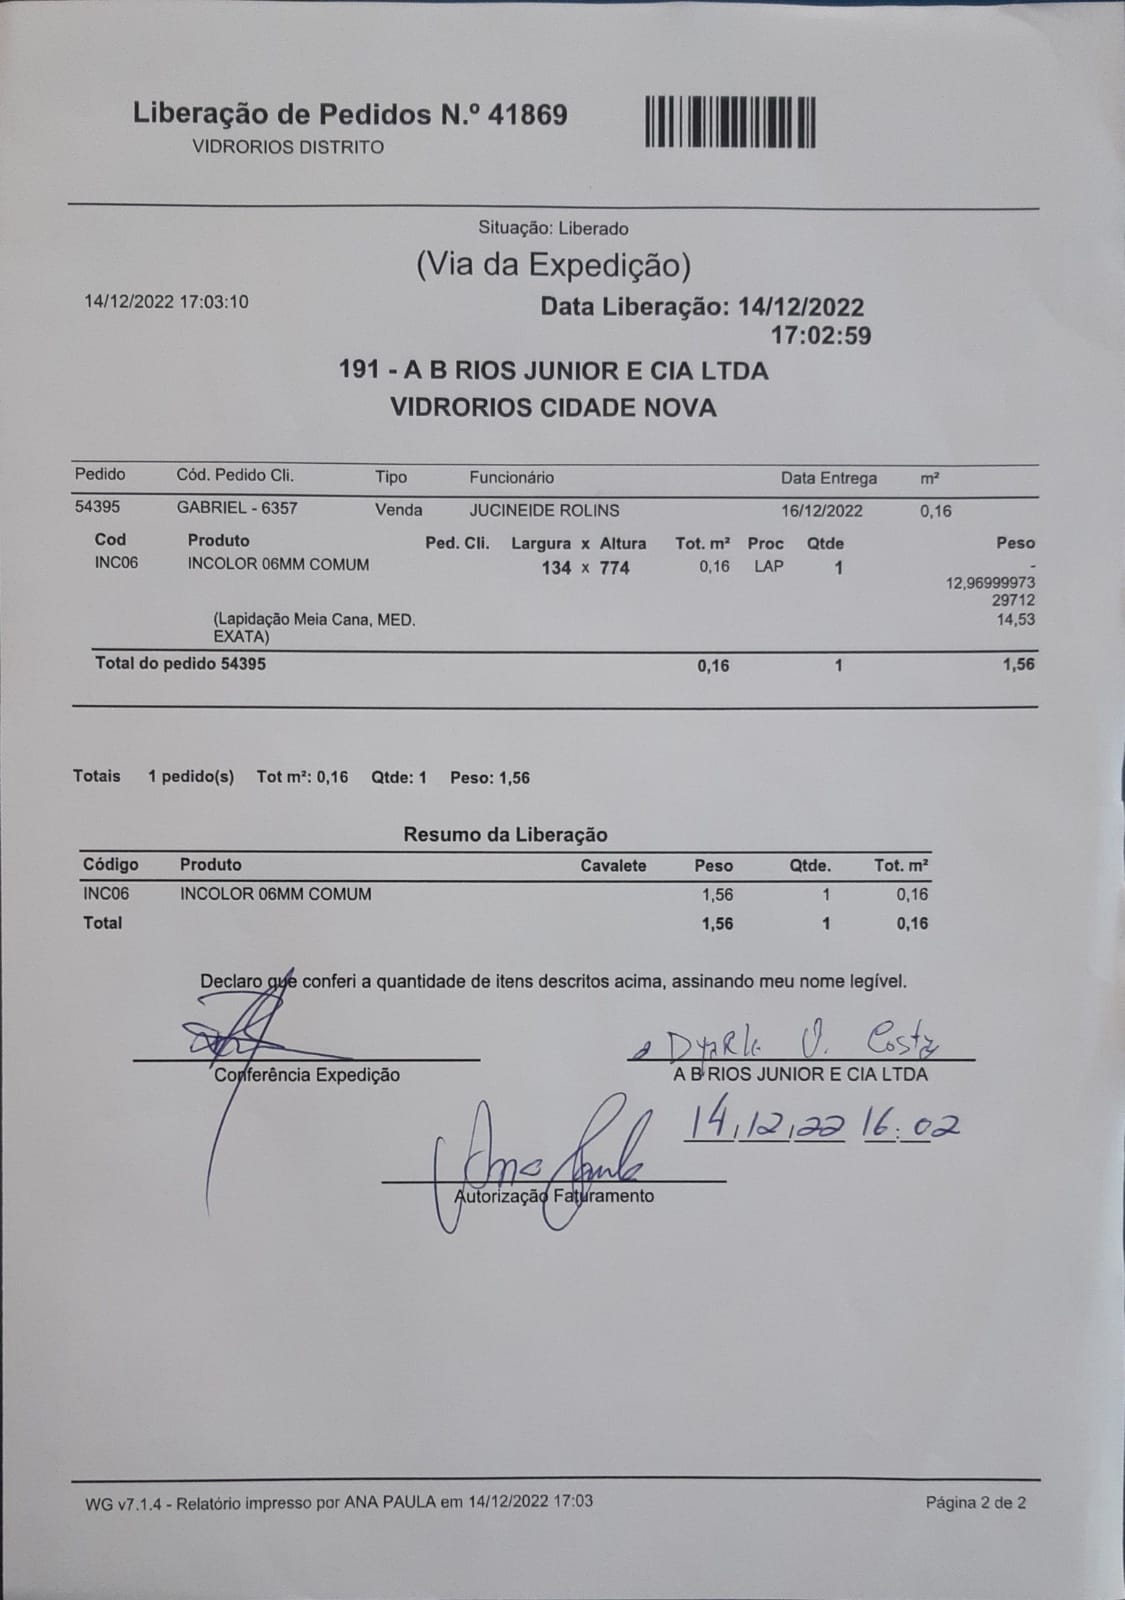 Liberação de Pedidos N.º 41869
VIDRORIOS DISTRITO
Situação: Liberado
(Via da Expedição)
14/12/2022 17:03:10
Data Liberação: 14/12/2022
17:02:59
191 - A B RIOS JUNIOR E CIA LTDA
VIDRORIOS CIDADE NOVA
Pedido Cód. Pedido Cli. Tipo Funcionário Data Entrega m²
54395 GABRIEL - 6357 Venda JUCINEIDE ROLINS 16/12/2022 0,16
Cod Produto Ped. Cli. Largura x Altura Tot. m² Proc Qtde Peso
INC06 INCOLOR 06MM COMUM 134 x 774 0,16 LAP 1 -
12,96999973
29712
(Lapidação Meia Cana, MED. 14,53
EXATA)
Total do pedido 54395 0,16 1 1,56
Totais 1 pedido(s) Tot m²: 0,16 Qtde: 1 Peso: 1,56
Resumo da Liberação
Código Produto Cavalete Peso Qtde. Tot. m²
INC06 INCOLOR 06MM COMUM 1,56 1 0,16
Total 1,56 1 0,16
Declaro que conferi a quantidade de itens descritos acima, assinando meu nome legível.
Costa
Conferência Expedição A B RIOS JUNIOR E CIA LTDA
14,12,22 16:02
Ana Paula
Autorização Faturamento
WG v7.1.4 - Relatório impresso por ANA PAULA em 14/12/2022 17:03 Página 2 de 2